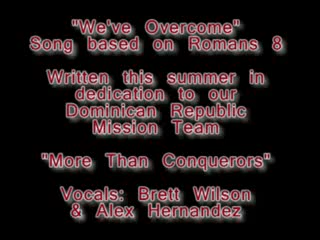 "We've Overcome"
Song based on Romans 8
Written this summer in
dedication to our
Dominican Republic
Mission Team
"More Than Conquerors"
Vocals: Brett Wilson
& Alex Hernandez